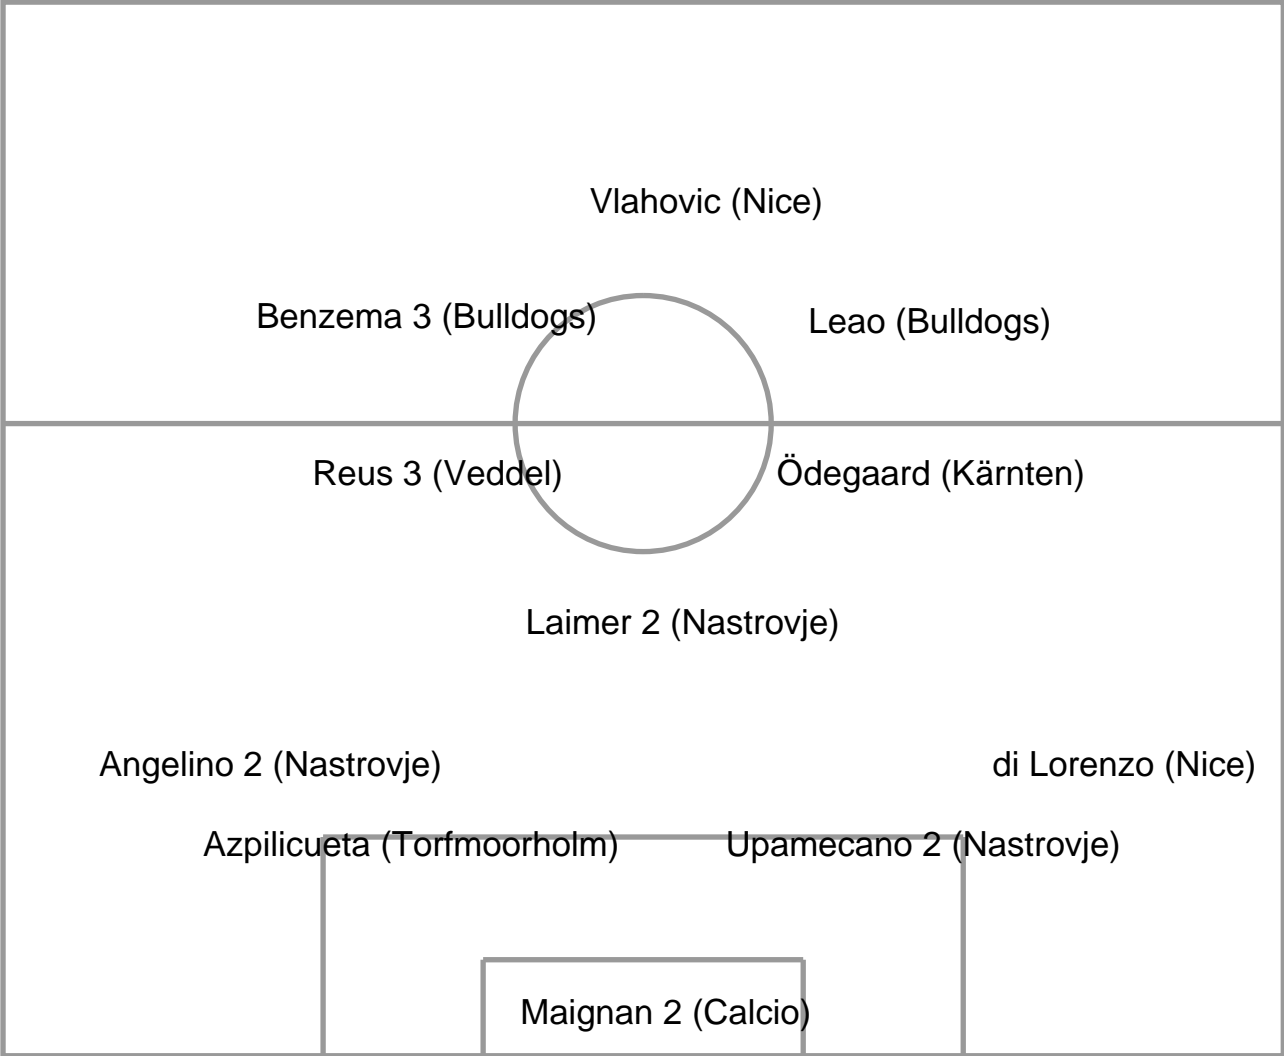 Vlahovic (Nice)
Benzema 3 (Bulldogs)
Leao (Bulldogs)
Reus 3 (Veddel)
Ödegaard (Kärnten)
Laimer 2 (Nastrovje)
Angelino 2 (Nastrovje)
di Lorenzo (Nice)
Azpilicueta (Torfmoorholm)
Upamecano 2 (Nastrovje)
Maignan 2 (Calcio)